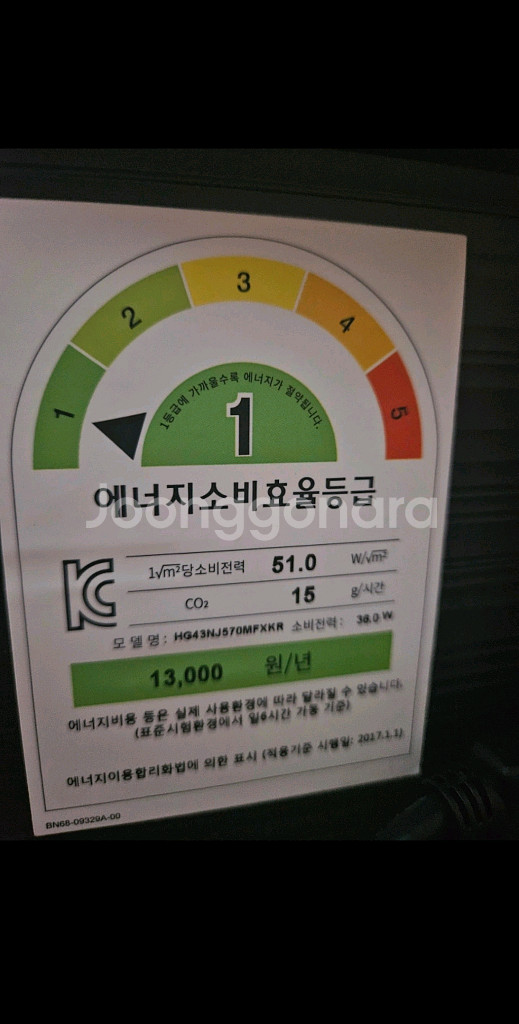 1
2
3
4
5
1등급에 가까울수록 에너지가 절약됩니다.
1
에너지소비효율등급
Joonggonara
1√m²당소비전력 51.0 W/√m²
CO₂ 15 g/시간
모 델 명 : HG43NJ570MFXKR 소비전력 : 38.0 W
13,000 원/년
에너지비용 등은 실제 사용환경에 따라 달라질 수 있습니다.
(표준시험환경에서 일6시간 가동 기준)
에너지이용합리화법에 의한 표시 (적용기준 시행일: 2017.1.1)
BN68-09329A-00